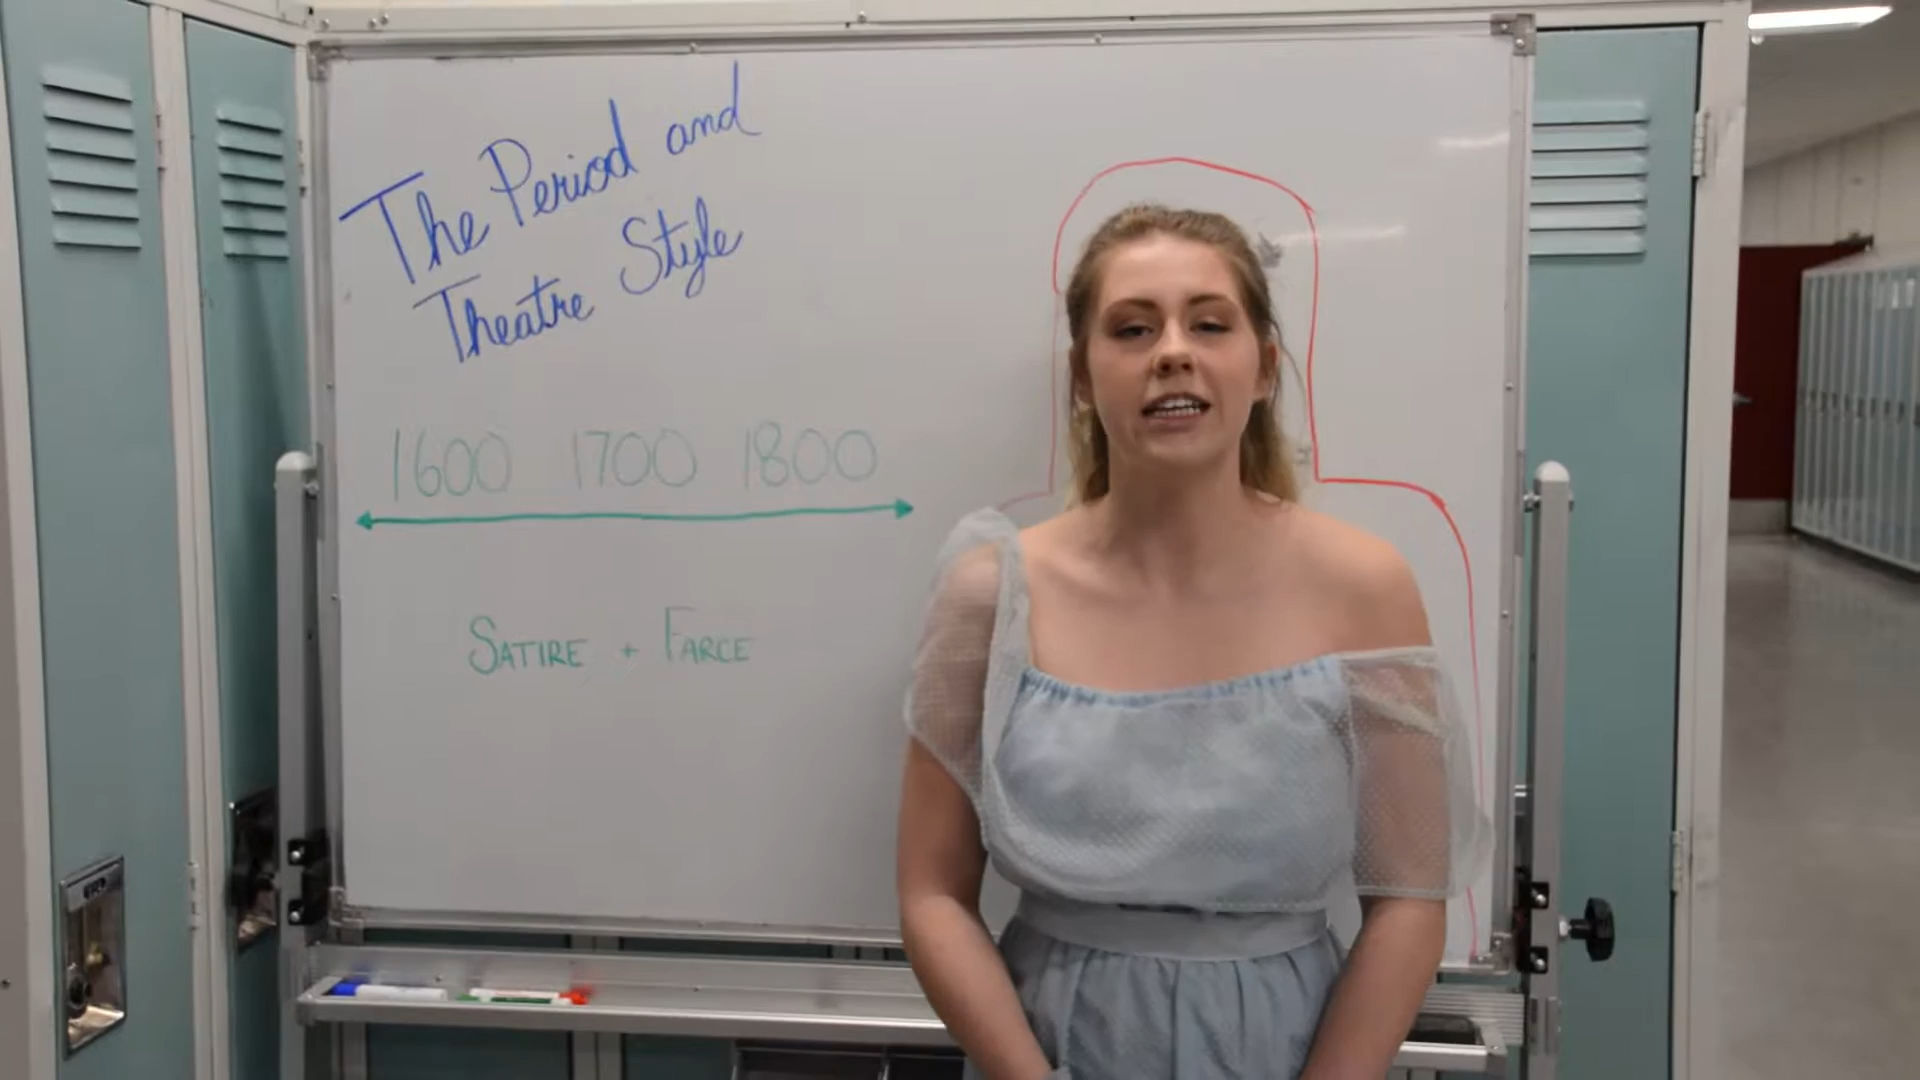 The Period and
Theatre Style
1600 1700 1800
SATIRE + FARCE